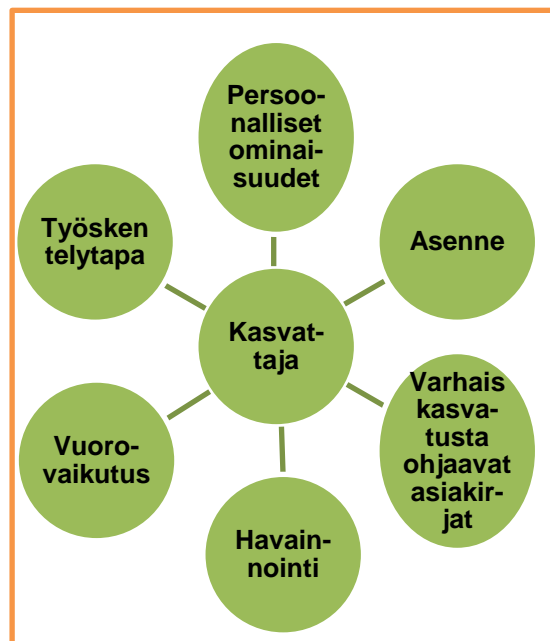 Persoo-
nalliset
ominai-
suudet
Työsken
telytapa
Asenne
Kasvat-
taja
Vuoro-
vaikutus
Varhais
kasva-
tusta
ohjaavat
asiakir-
jat
Havain-
nointi